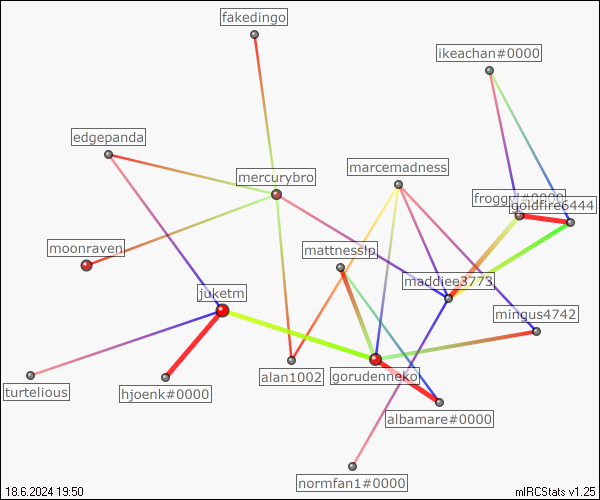 fakedingo
ikeachan#0000
edgepanda
marcemadness
mercurybro
froggy4#0000
goldfire6444
moonraven
mattnesslp
maddiee3773
juketm
mingus4742
gorudenneko
alan1002
turtelious
hjoenk#0000
albamare#0000
normfan1#0000
18.6.2024 19:50
mIRCStats v1.25